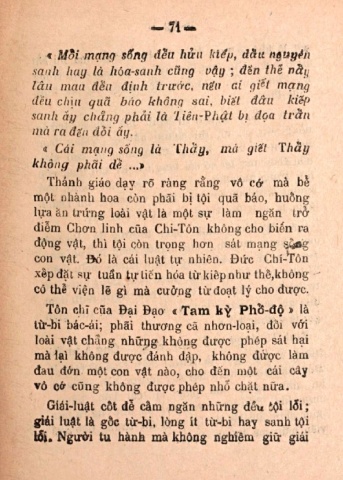 — 71 —
« Mỗi mạng sống đều hữu kiếp, dầu nguyên
sanh hay là hóa-sanh cũng vậy ; đến thế nầy
lâu mau đều định trước, nếu ai giết mạng
đều chịu quả báo không sai, biết đâu kiếp
sanh ấy chẳng phải là Tiên-Phật bị đọa trần
mà ra đến đổi ấy.
« Cái mạng sống là Thầy, mà giết Thầy
không phải dễ ...»
Thánh giáo dạy rõ ràng rằng vô cớ mà bẻ
một nhánh hoa còn phải bị tội quả báo, huống
lựa ăn trứng loài vật là một sự làm ngăn trở
điểm Chơn linh của Chí-Tôn không cho biến ra
động vật, thì tội còn trọng hơn sát mạng sống
con vật. Đó là cái luật tự nhiên. Đức Chí-Tôn
xếp đặt sự tuần tự tiến hóa từ kiếp như thế,không
có thể viện lẽ gì mà cưởng từ đoạt lý cho được.
Tôn chỉ của Đại Đạo « Tam kỳ Phổ-độ » là
từ-bi bác-ái; phải thương cả nhơn-loại, đối với
loài vật chẳng những không được phép sát hại
mà lại không được đánh đập, không được làm
đau đớn một con vật nào, cho đến một cái cây
vô cớ cũng không được phép nhổ chặt nữa.
Giái-luật cốt để cầm ngăn những đều tội lỗi ;
giái-luật là gốc từ-bi, lòng ít từ-bi hay sanh tội
lỗi. Người tu hành mà không nghiêm giữ giái